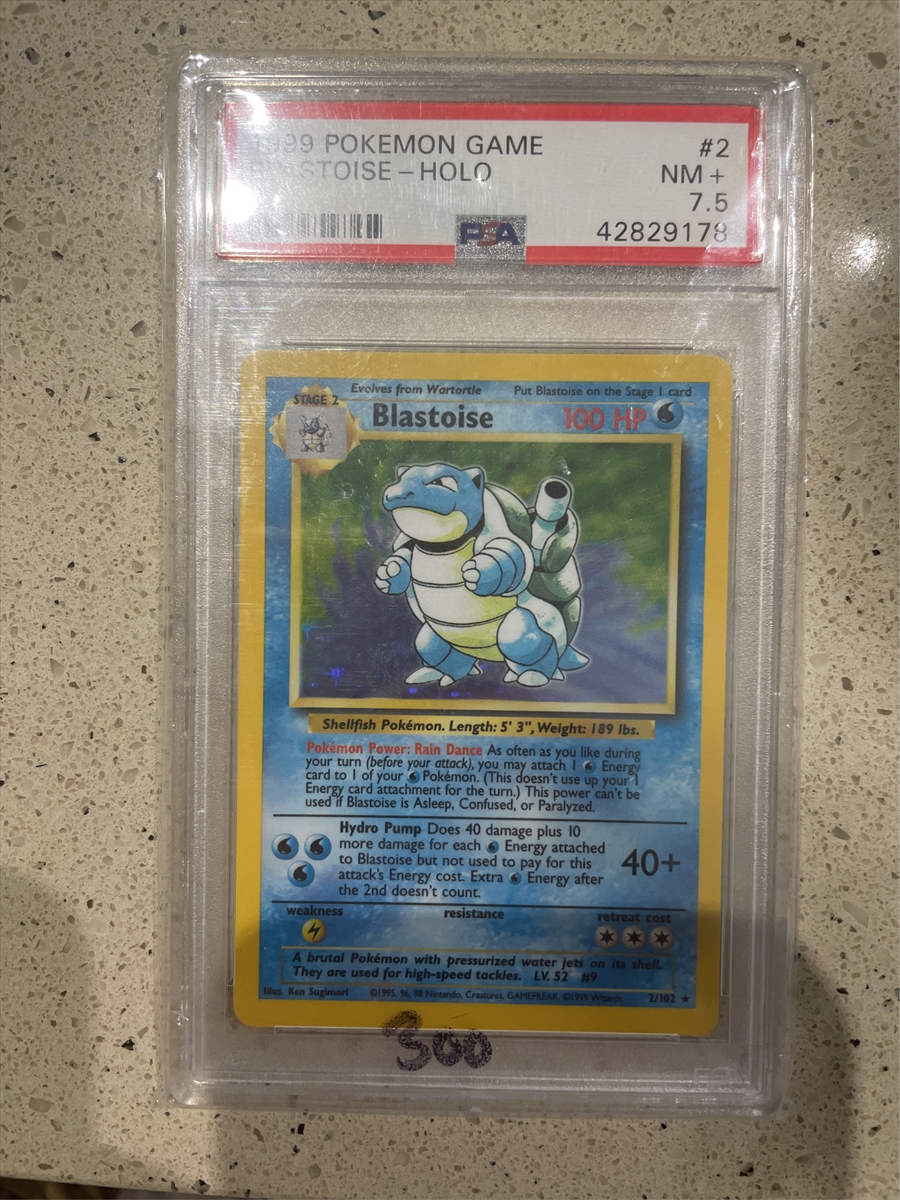 1999 POKEMON GAME #2
STOISE - HOLO NM +
7.5
PSA 42829178
Evolves from Wartortle Put Blastoise on the Stage 1 card
STAGE 2 Blastoise 100 HP
Shellfish Pokémon. Length: 5' 3", Weight: 189 lbs.
Pokémon Power: Rain Dance As often as you like during
your turn (before your attack), you may attach 1 Energy
card to 1 of your Pokémon. (This doesn't use up your 1
Energy card attachment for the turn.) This power can't be
used if Blastoise is Asleep, Confused, or Paralyzed.
Hydro Pump Does 40 damage plus 10
more damage for each Energy attached
to Blastoise but not used to pay for this
attack's Energy cost. Extra Energy after
the 2nd doesn't count.
40+
weakness resistance retreat cost
A brutal Pokémon with pressurized water jets on its shell.
They are used for high-speed tackles. LV. 52 #9
Illus. Ken Sugimori ©1995, 96, 98 Nintendo, Creatures, GAMEFREAK. ©1999 Wizards. 2/102 ★
300